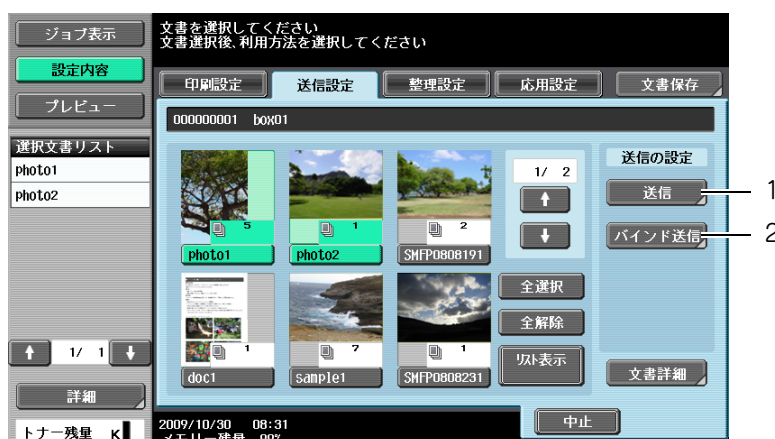 文書を選択してください
文書選択後、利用方法を選択してください
ジョブ表示
設定内容
プレビュー
選択文書リスト
photo1
photo2
1/ 1
詳細
トナー残量 K
印刷設定
送信設定
整理設定
応用設定
文書保存
000000001 box01
5
photo1
1
photo2
2
SMFP0808191
1
doc1
7
sample1
1
SMFP0808231
1/ 2
全選択
全解除
リスト表示
送信の設定
送信
1
バインド送信
2
文書詳細
2009/10/30 08:31
メモリー残量 99%
中止